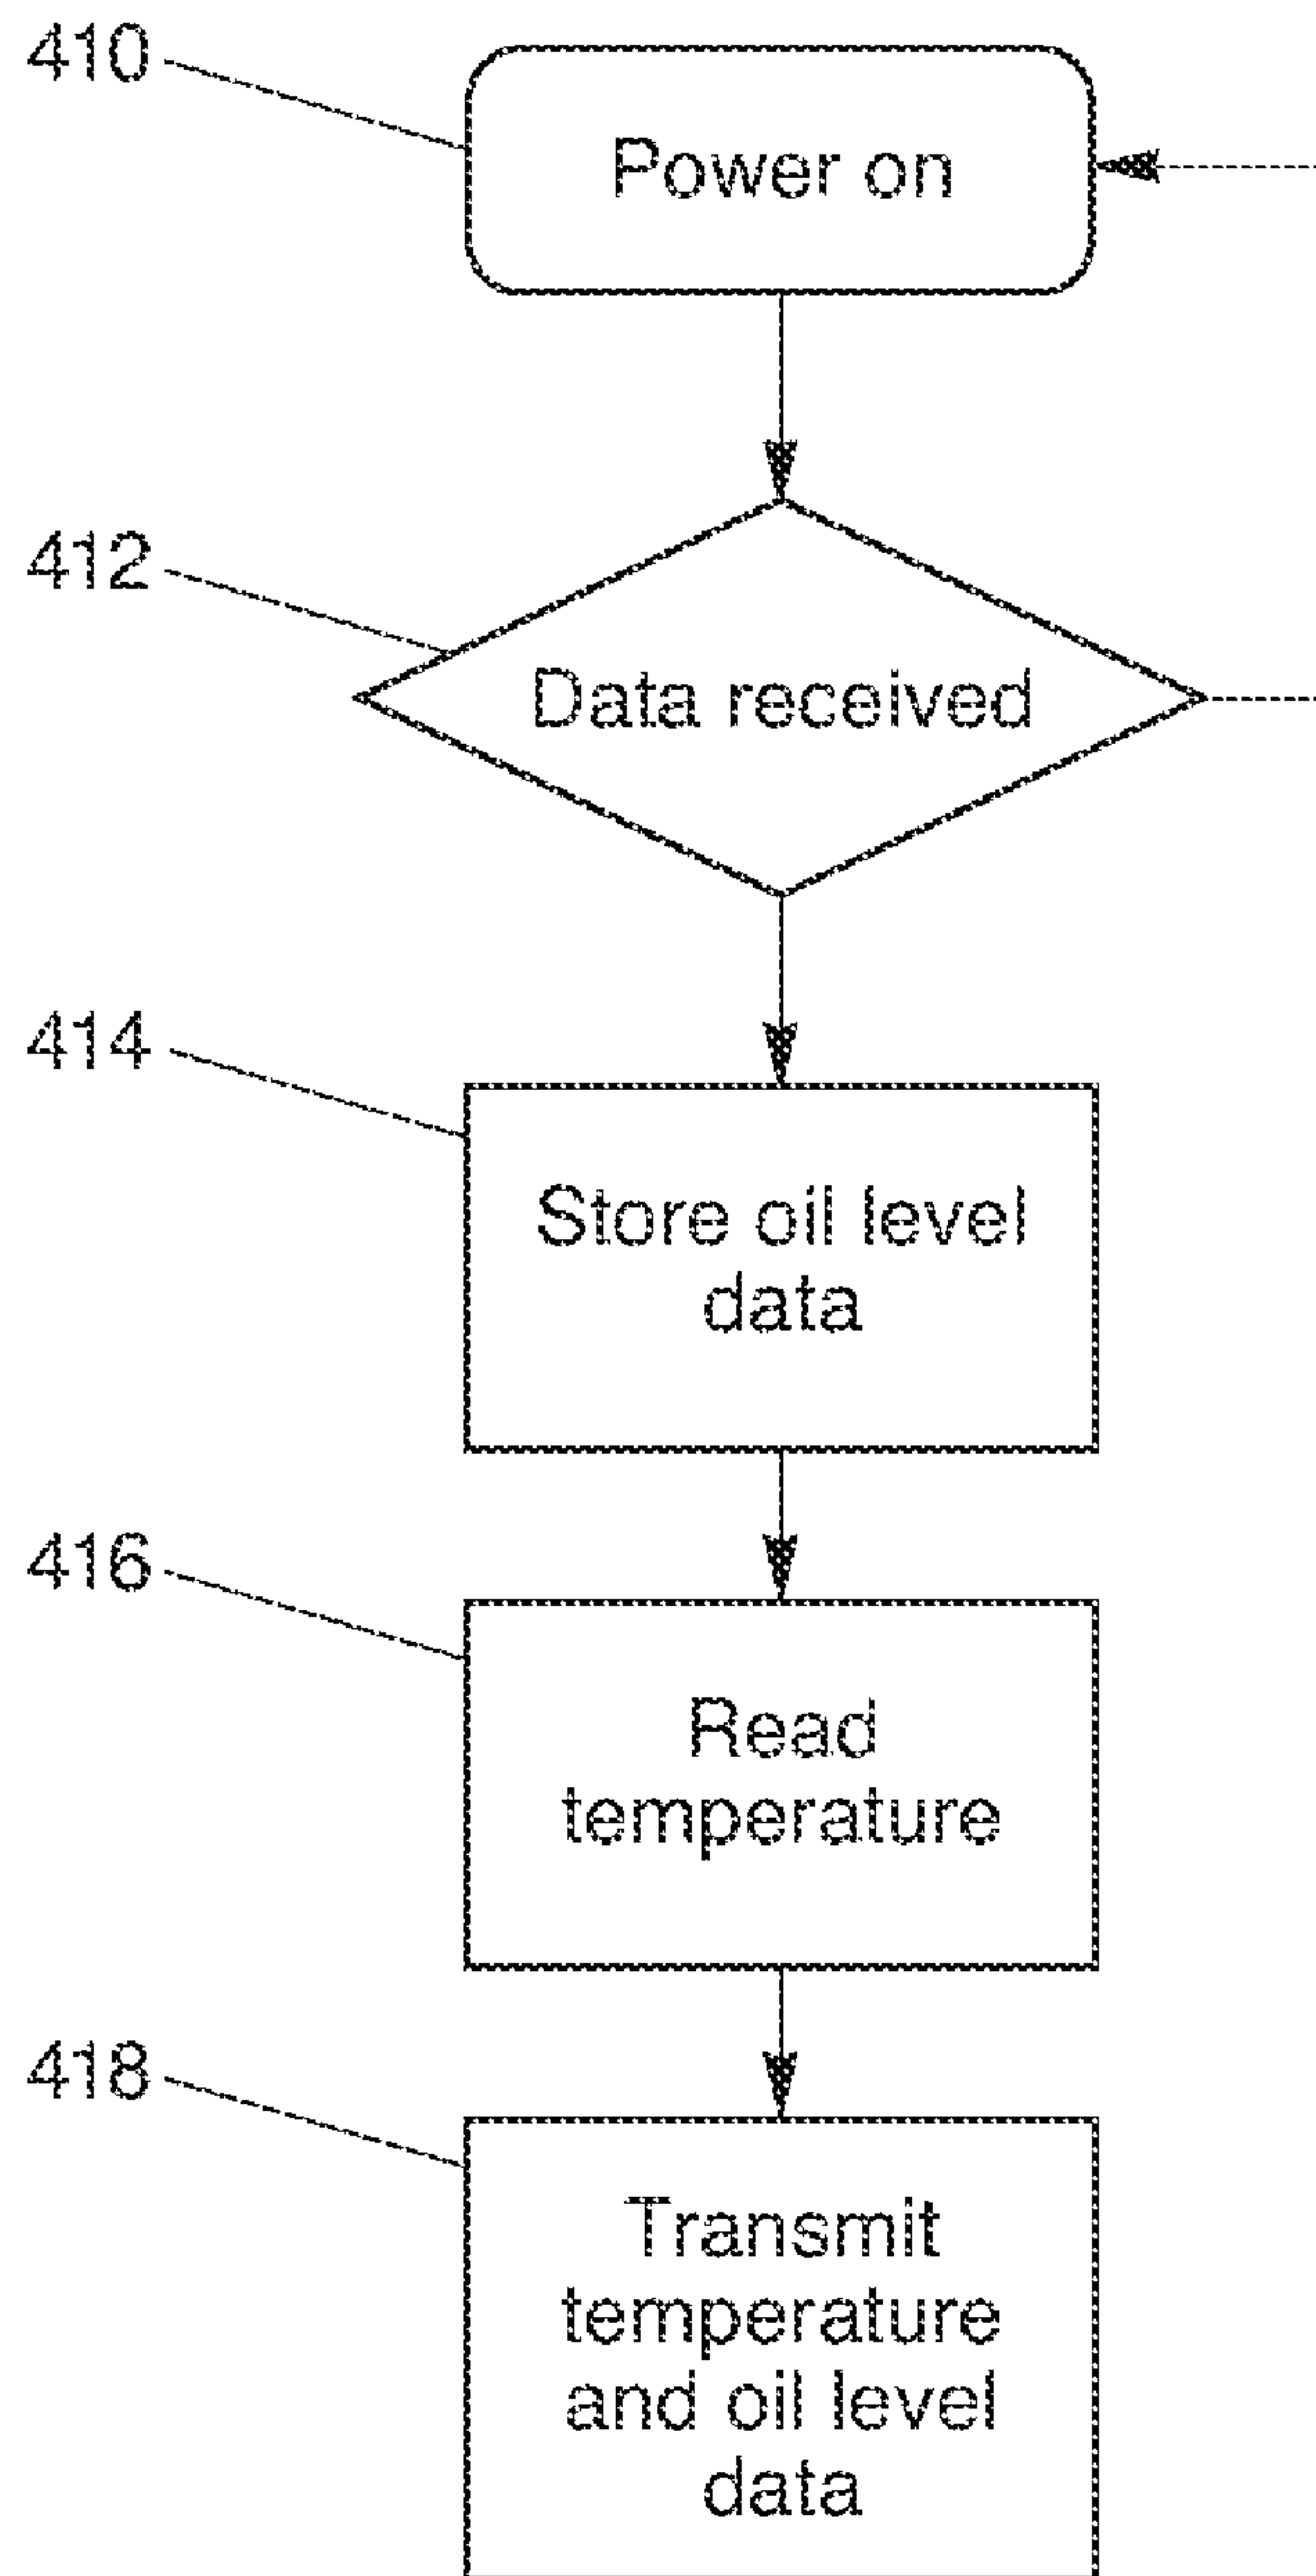 410
Power on
412
Data received
414
Store oil level
data
416
Read
temperature
418
Transmit
temperature
and oil level
data